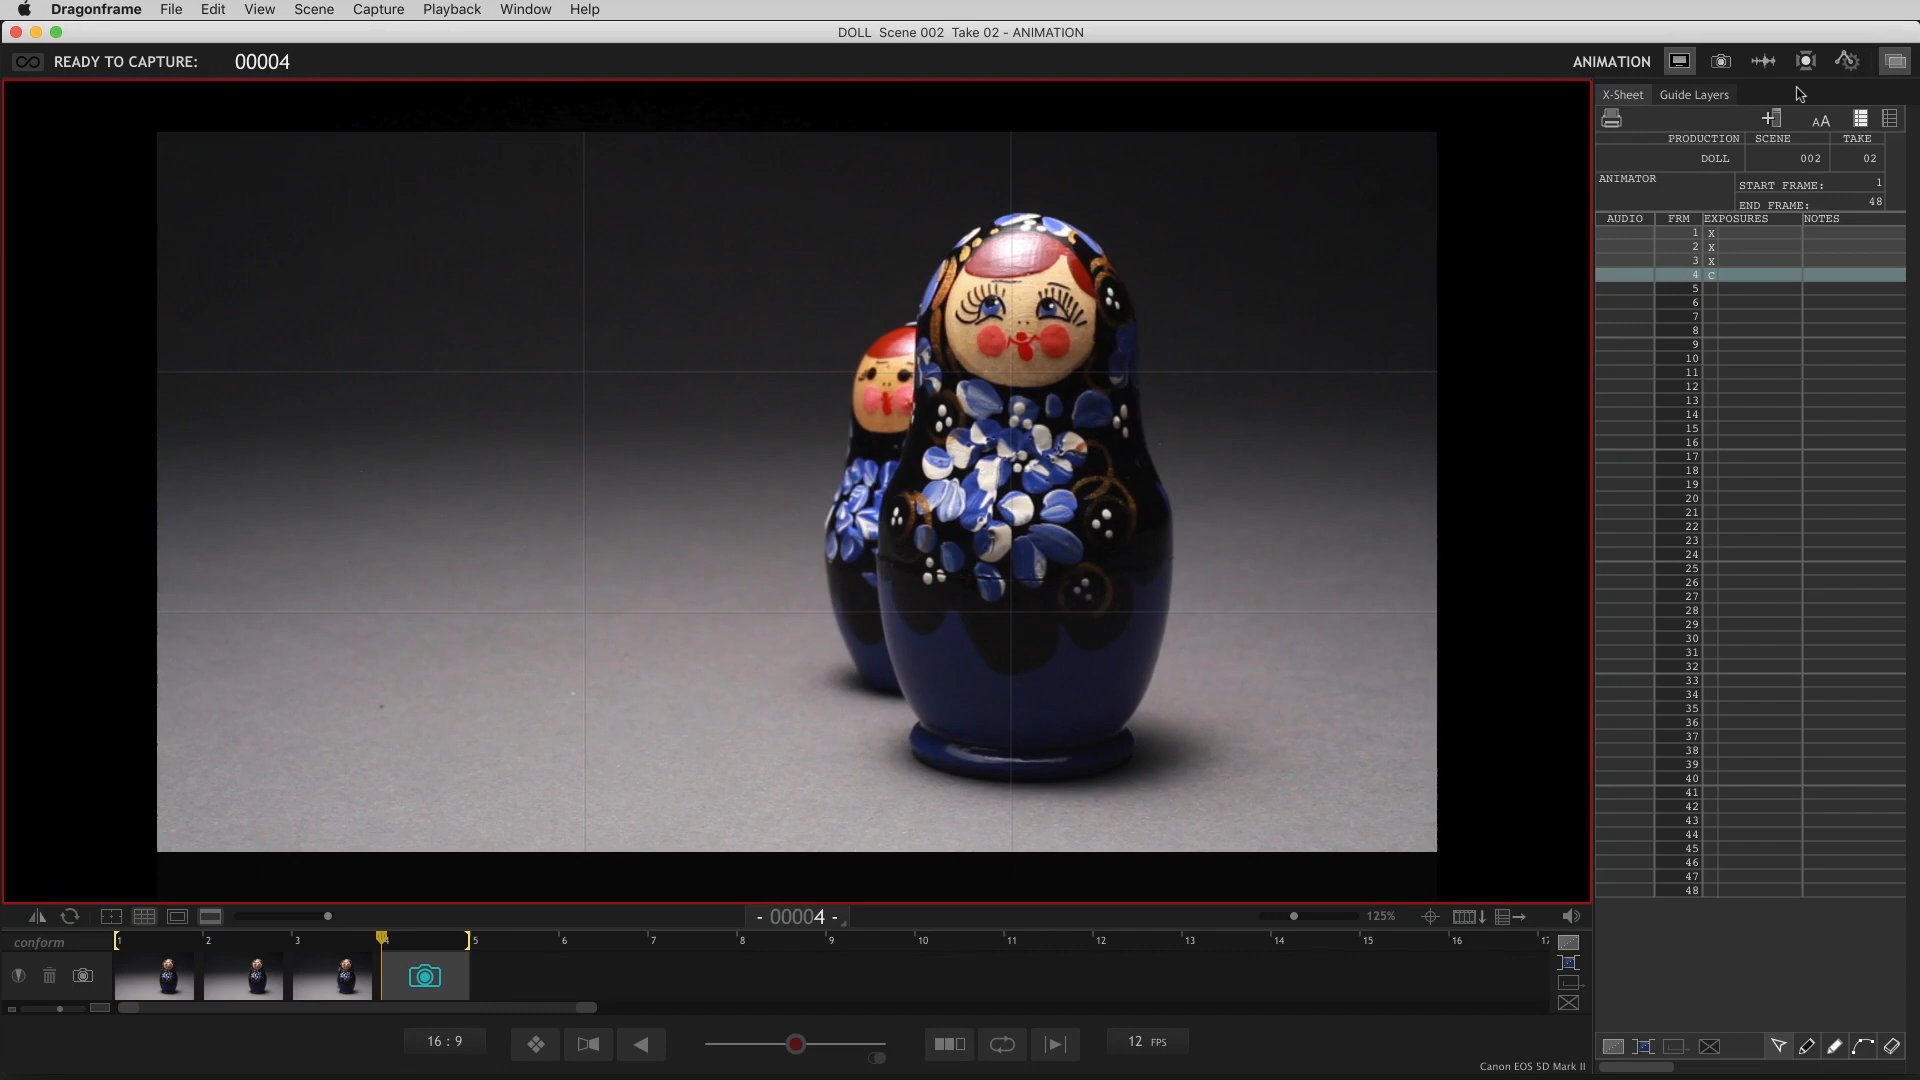 Dragonframe File Edit View Scene Capture Playback Window Help
DOLL Scene 002 Take 02 - ANIMATION
READY TO CAPTURE: 00004
ANIMATION
X-Sheet Guide Layers
AA
PRODUCTION SCENE TAKE
DOLL 002 02
ANIMATOR
START FRAME: 1
END FRAME: 48
AUDIO FRM EXPOSURES NOTES
1 X
2 X
3 X
4 C
5
6
7
8
9
10
11
12
13
14
15
16
17
18
19
20
21
22
23
24
25
26
27
28
29
30
31
32
33
34
35
36
37
38
39
40
41
42
43
44
45
46
47
48
- 00004 -
125%
conform
1 2 3 4 5 6 7 8 9 10 11 12 13 14 15 16 17
16 : 9
12 FPS
Canon EOS 5D Mark II